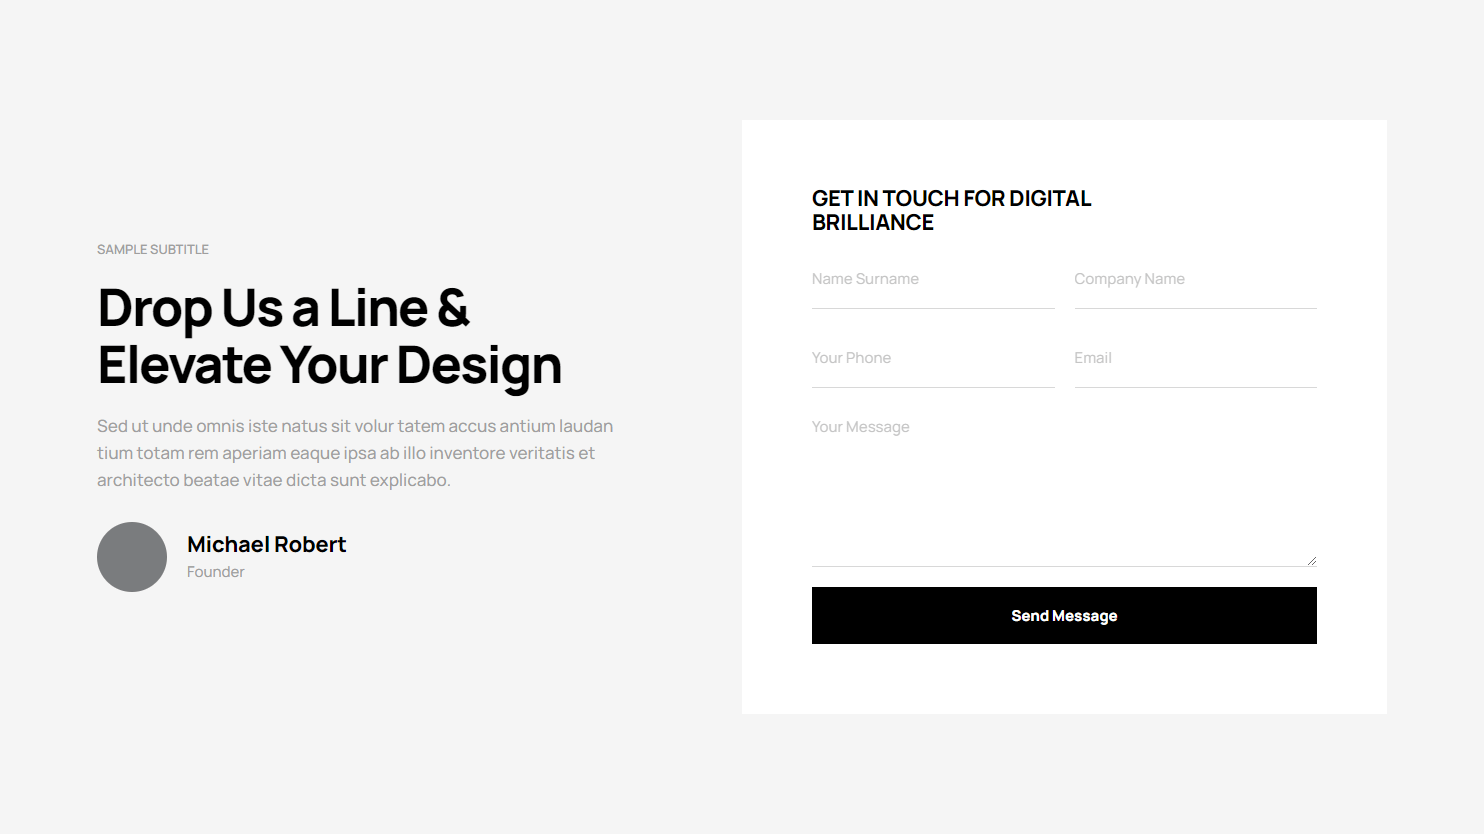 SAMPLE SUBTITLE
Drop Us a Line &
Elevate Your Design
Sed ut unde omnis iste natus sit volur tatem accus antium laudan
tium totam rem aperiam eaque ipsa ab illo inventore veritatis et
architecto beatae vitae dicta sunt explicabo.
Michael Robert
Founder
GET IN TOUCH FOR DIGITAL
BRILLIANCE
Name Surname
Company Name
Your Phone
Email
Your Message
Send Message